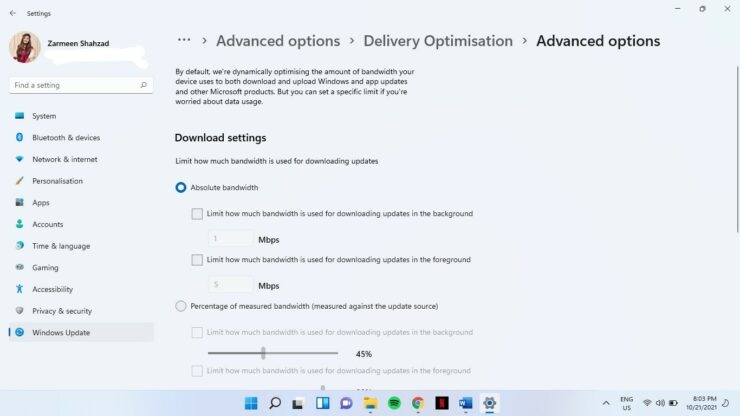 Settings
Zarmeen Shahzad
Find a setting
System
Bluetooth & devices
Network & internet
Personalisation
Apps
Accounts
Time & language
Gaming
Accessibility
Privacy & security
Windows Update
... > Advanced options > Delivery Optimisation > Advanced options
By default, we're dynamically optimising the amount of bandwidth your
device uses to both download and upload Windows and app updates
and other Microsoft products. But you can set a specific limit if you're
worried about data usage.
Download settings
Limit how much bandwidth is used for downloading updates
Absolute bandwidth
Limit how much bandwidth is used for downloading updates in the background
1 Mbps
Limit how much bandwidth is used for downloading updates in the foreground
5 Mbps
Percentage of measured bandwidth (measured against the update source)
Limit how much bandwidth is used for downloading updates in the background
45%
Limit how much bandwidth is used for downloading updates in the foreground
ENG
US
8:03 PM
10/21/2021